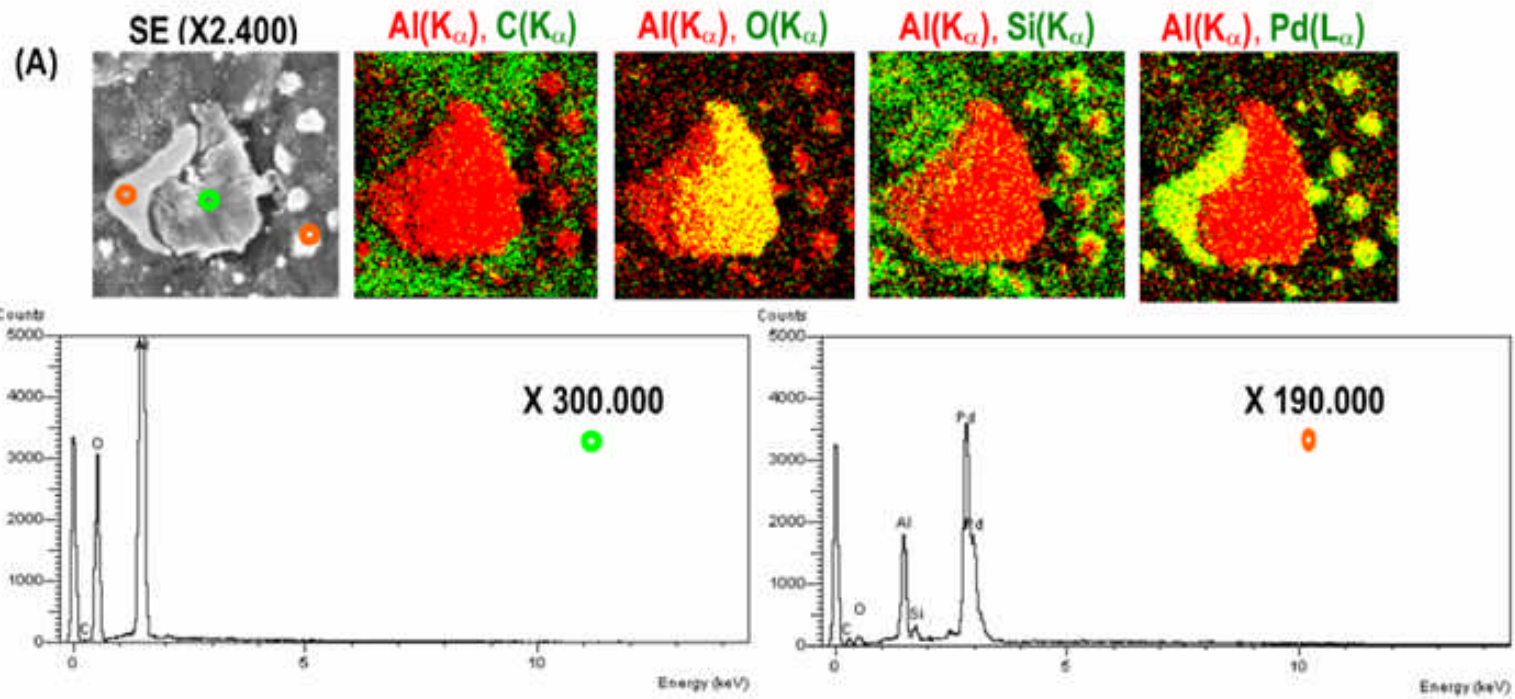 SE (X2.400)
Al(Kα), C(Kα)
Al(Kα), O(Kα)
Al(Kα), Si(Kα)
Al(Kα), Pd(Lα)
(A)
Counts
5000
4000
3000
2000
1000
0
Al
O
C
X 300.000
0
5
10
Energy (keV)
Counts
5000
4000
3000
2000
1000
0
Pd
Pd
Al
O
Si
C
X 190.000
0
5
10
Energy (keV)